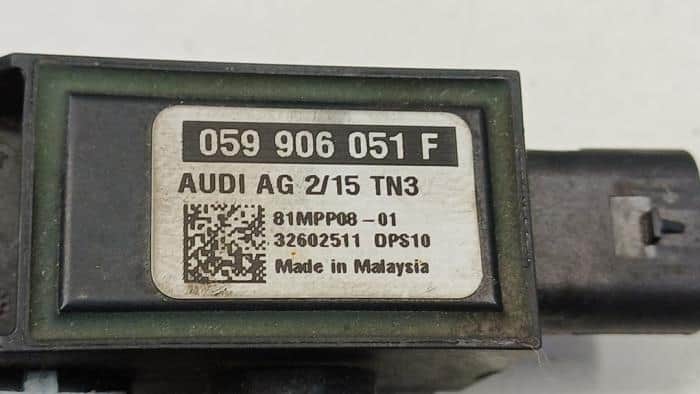 059 906 051 F
AUDI AG 2/15 TN3
81MPP08-01
32602511 DPS10
Made in Malaysia